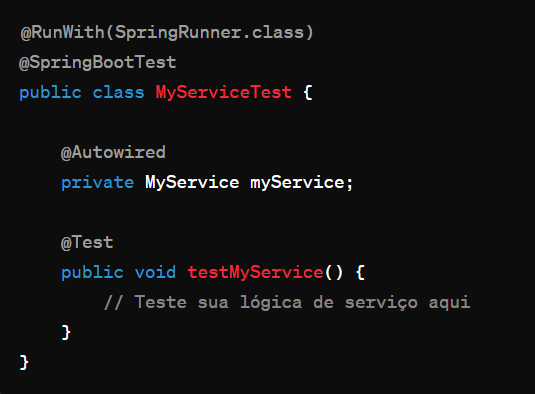 @RunWith(SpringRunner.class)
@SpringBootTest
public class MyServiceTest {
@Autowired
private MyService myService;
@Test
public void testMyService() {
// Teste sua lógica de serviço aqui
}
}